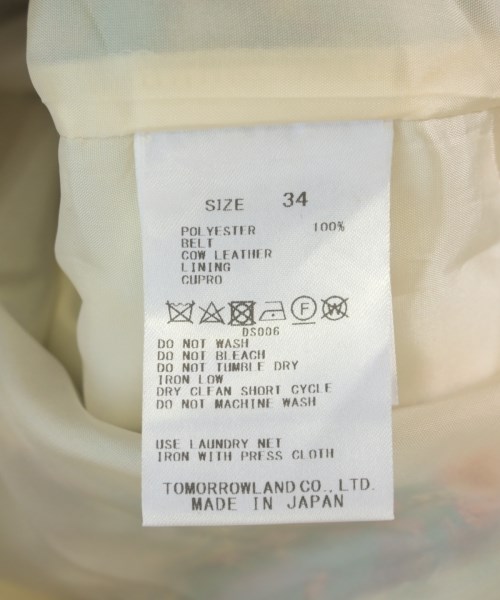 SIZE 34
POLYESTER 100%
BELT
COW LEATHER
LINING
CUPRO
F W
DS006
DO NOT WASH
DO NOT BLEACH
DO NOT TUMBLE DRY
IRON LOW
DRY CLEAN SHORT CYCLE
DO NOT MACHINE WASH
USE LAUNDRY NET
IRON WITH PRESS CLOTH
TOMORROWLAND CO., LTD.
MADE IN JAPAN